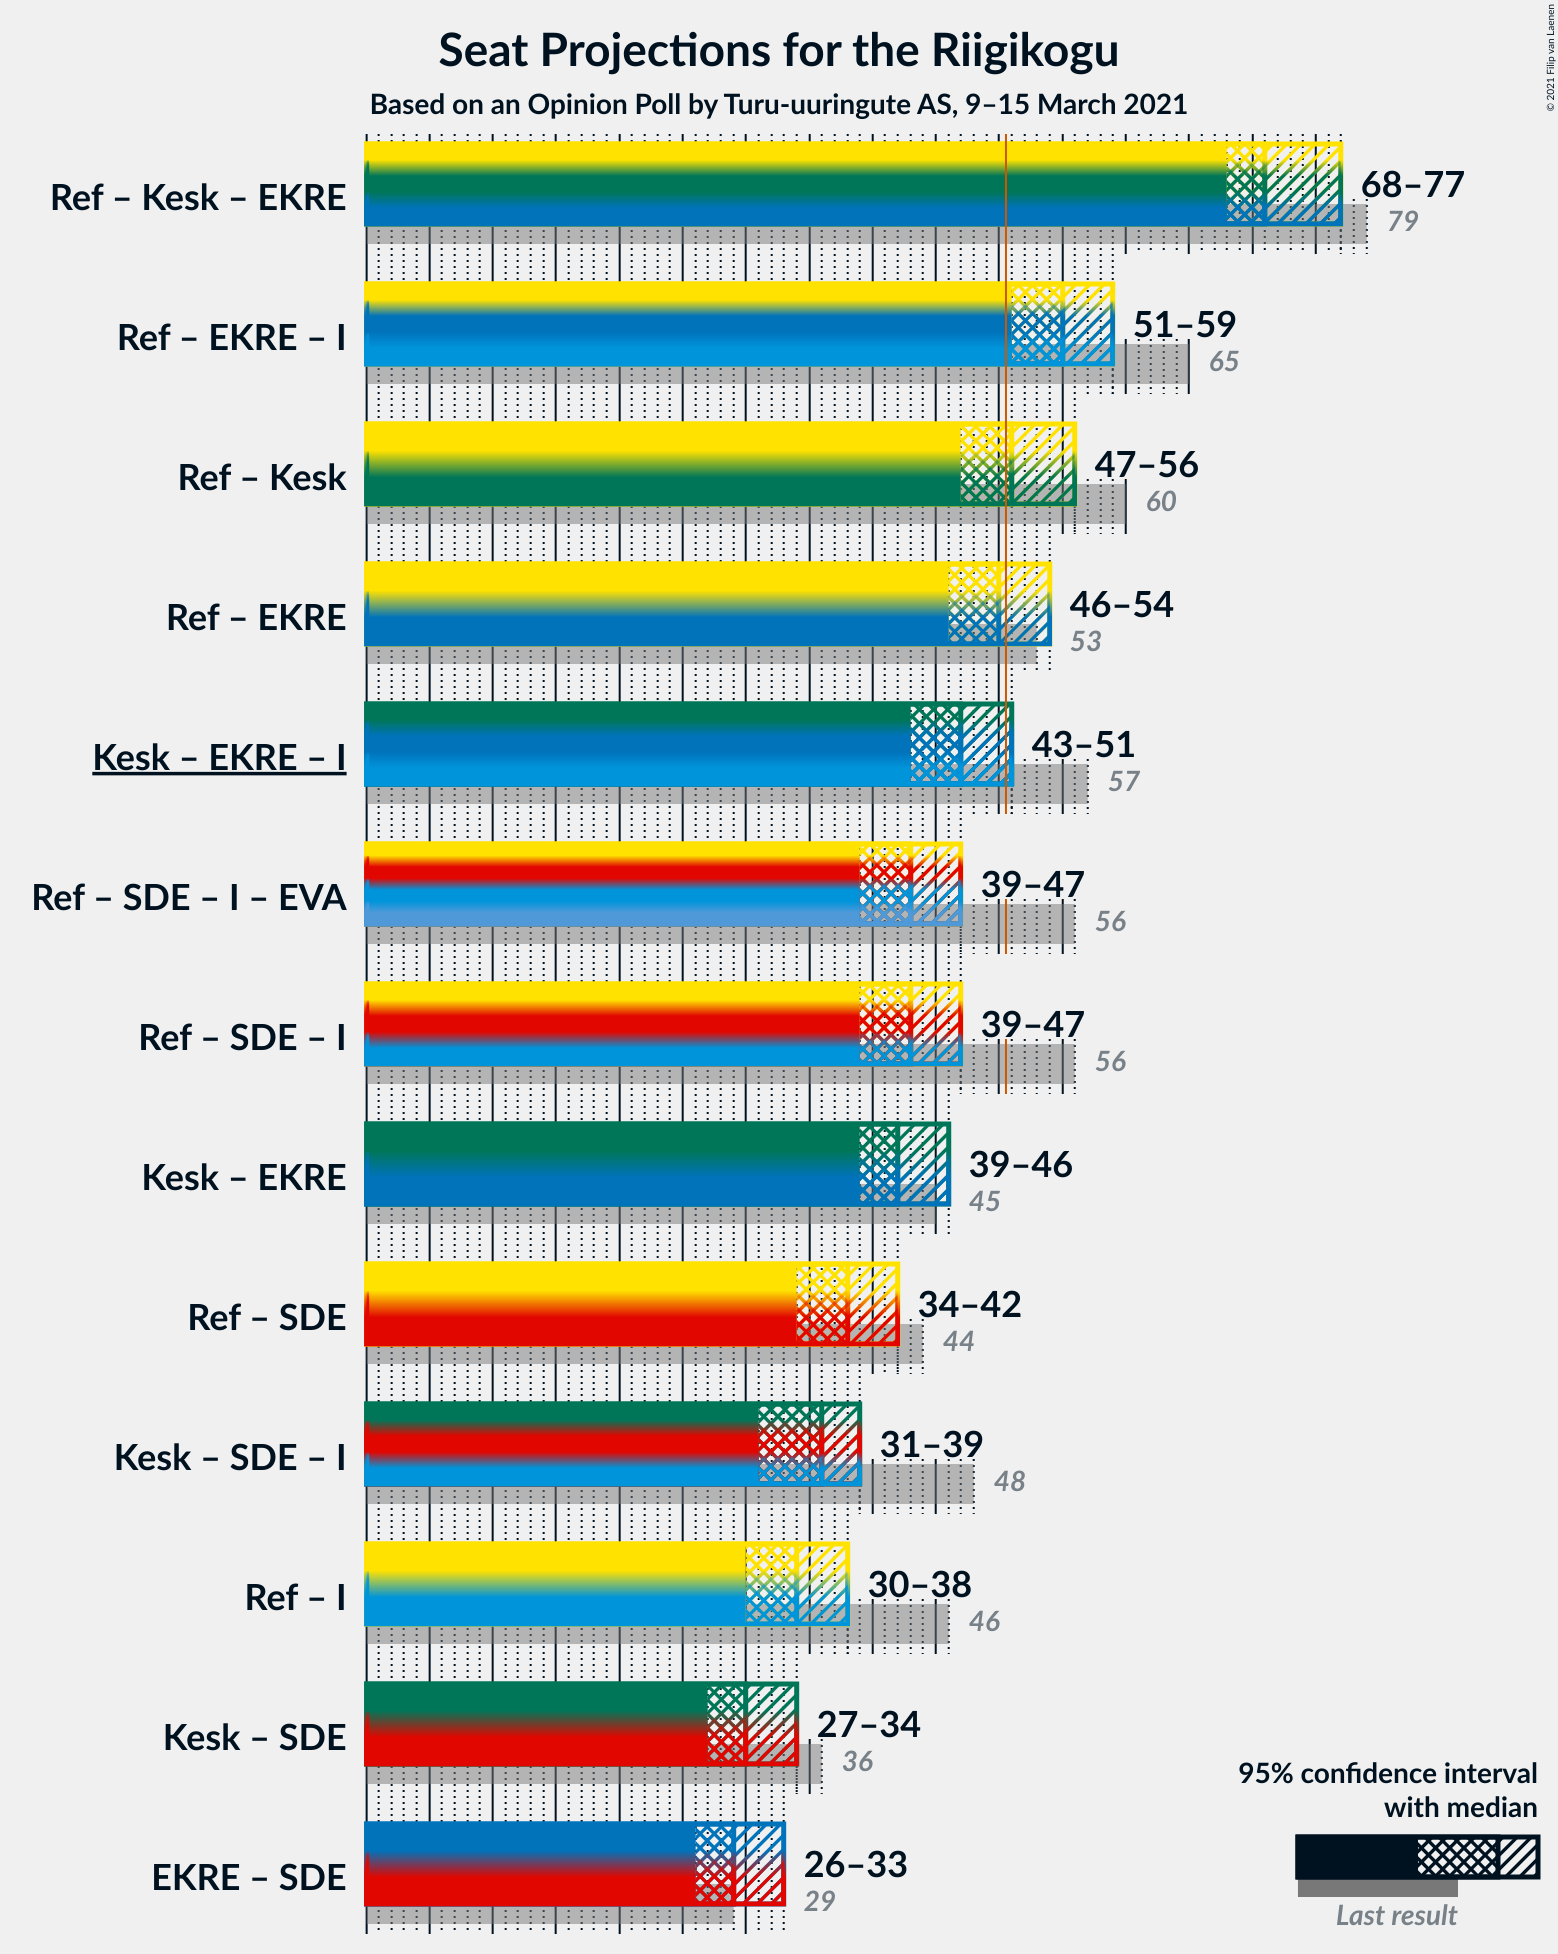 © 2021 Filip van Laenen
Seat Projections for the Riigikogu
Based on an Opinion Poll by Turu-uuringute AS, 9–15 March 2021
Ref – Kesk – EKRE
68–77
79
Ref – EKRE – I
51–59
65
Ref – Kesk
47–56
60
Ref – EKRE
46–54
53
Kesk – EKRE – I
43–51
57
Ref – SDE – I – EVA
39–47
56
Ref – SDE – I
39–47
56
Kesk – EKRE
39–46
45
Ref – SDE
34–42
44
Kesk – SDE – I
31–39
48
Ref – I
30–38
46
Kesk – SDE
27–34
36
EKRE – SDE
26–33
29
95% confidence interval
with median
Last result